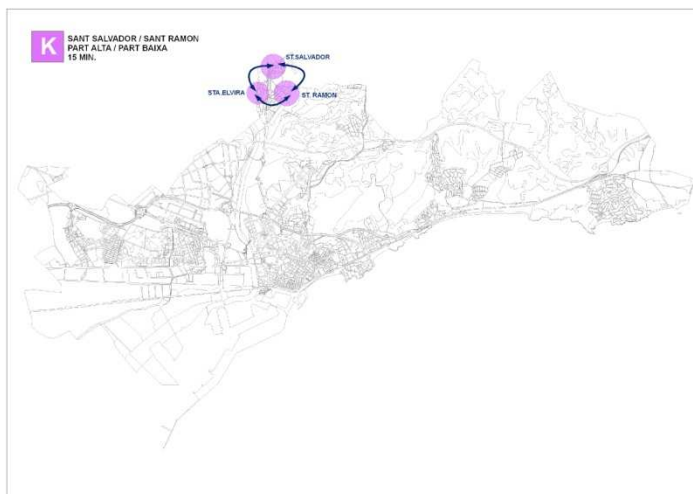 K
SANT SALVADOR / SANT RAMON
PART ALTA / PART BAIXA
15 MIN.
ST.SALVADOR
STA.ELVIRA
ST. RAMON